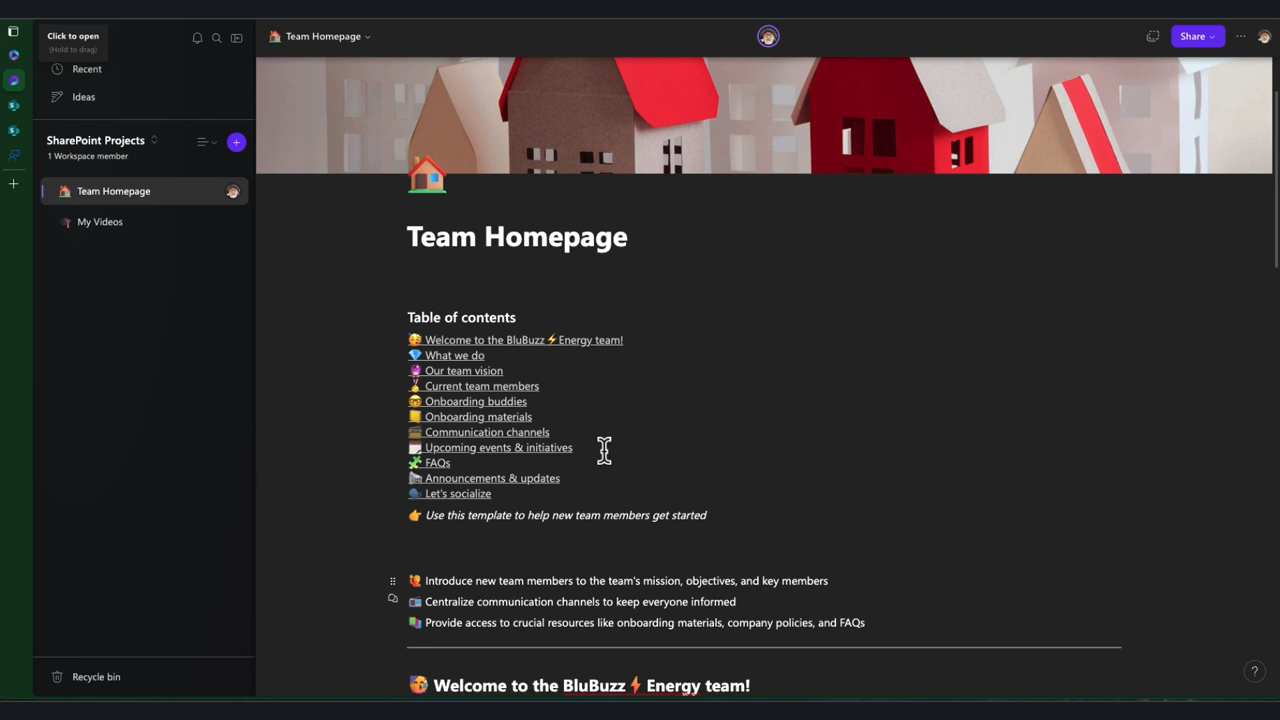 Click to open
(Hold to drag)
Recent
Ideas
SharePoint Projects
1 Workspace member
Team Homepage
My Videos
Recycle bin
Team Homepage
Share
Team Homepage
Table of contents
Welcome to the BluBuzz⚡Energy team!
What we do
Our team vision
Current team members
Onboarding buddies
Onboarding materials
Communication channels
Upcoming events & initiatives
FAQs
Announcements & updates
Let's socialize
Use this template to help new team members get started
Introduce new team members to the team's mission, objectives, and key members
Centralize communication channels to keep everyone informed
Provide access to crucial resources like onboarding materials, company policies, and FAQs
Welcome to the BluBuzz⚡Energy team!
?